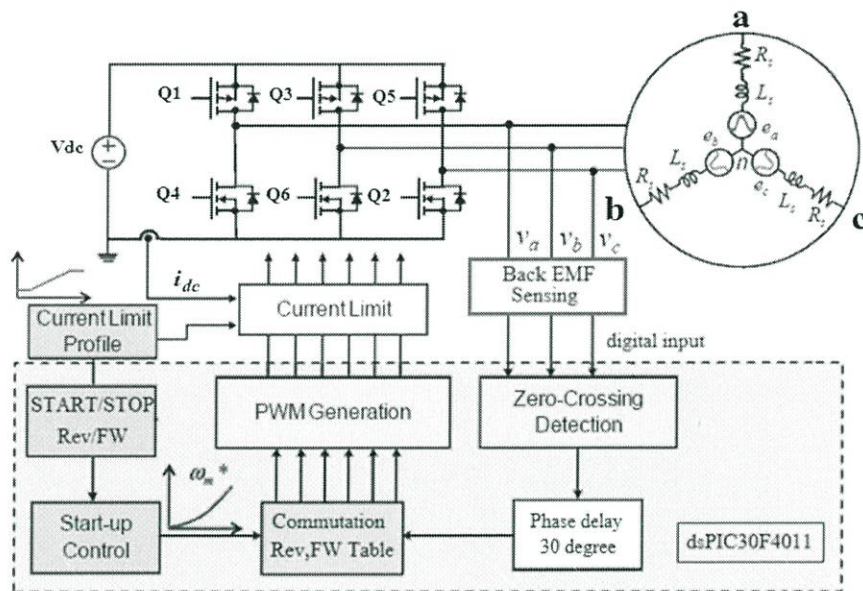 a
R_s
L_s
e_a
e_b
n
e_c
L_s
R_s
L_s
R_s
b
c
Q1
Q3
Q5
Vdc
Q4
Q6
Q2
v_a
v_b
v_c
i_dc
Back EMF
Sensing
Current Limit
digital input
Current Limit
Profile
START/STOP
Rev/FW
PWM Generation
Zero-Crossing
Detection
ω_m *
Start-up
Control
Commutation
Rev,FW Table
Phase delay
30 degree
dsPIC30F4011